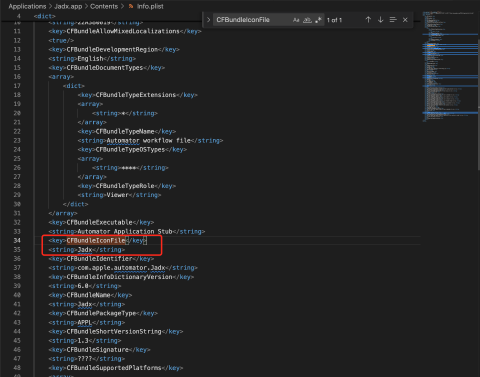 Applications > Jadx.app > Contents > Info.plist
CFBundleIconFile
Aa
ab
1 of 1
4 <dict>
10
11 <key>CFBundleAllowMixedLocalizations</key>
12 <true/>
13 <key>CFBundleDevelopmentRegion</key>
14 <string>English</string>
15 <key>CFBundleDocumentTypes</key>
16 <array>
17 <dict>
18 <key>CFBundleTypeExtensions</key>
19 <array>
20 <string>*</string>
21 </array>
22 <key>CFBundleTypeName</key>
23 <string>Automator workflow file</string>
24 <key>CFBundleTypeOSTypes</key>
25 <array>
26 <string>****</string>
27 </array>
28 <key>CFBundleTypeRole</key>
29 <string>Viewer</string>
30 </dict>
31 </array>
32 <key>CFBundleExecutable</key>
33 <string>Automator Application Stub</string>
34 <key>CFBundleIconFile</key>
35 <string>Jadx</string>
36 <key>CFBundleIdentifier</key>
37 <string>com.apple.automator.Jadx</string>
38 <key>CFBundleInfoDictionaryVersion</key>
39 <string>6.0</string>
40 <key>CFBundleName</key>
41 <string>Jadx</string>
42 <key>CFBundlePackageType</key>
43 <string>APPL</string>
44 <key>CFBundleShortVersionString</key>
45 <string>1.3</string>
46 <key>CFBundleSignature</key>
47 <string>????</string>
48 <key>CFBundleSupportedPlatforms</key>
<array>